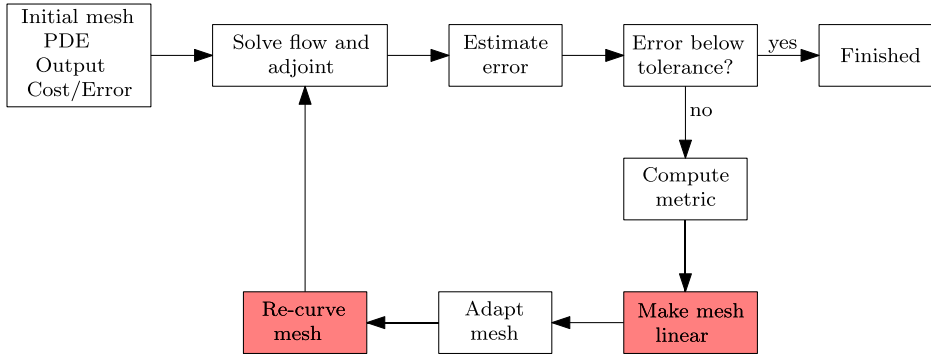 Initial mesh
PDE
Output
Cost/Error
Solve flow and
adjoint
Estimate
error
Error below
tolerance?
yes
Finished
no
Compute
metric
Make mesh
linear
Adapt
mesh
Re-curve
mesh